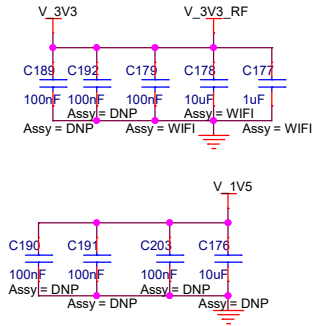 V_3V3 V_3V3_RF
C189 C192 C179 C178 C177
100nF 100nF 100nF 10uF 1uF
Assy = DNP Assy = WIFI
Assy = DNP Assy = WIFI Assy = WIFI
V_1V5
C190 C191 C203 C176
100nF 100nF 100nF 10uF
Assy = DNP Assy = DNP
Assy = DNP Assy = DNP